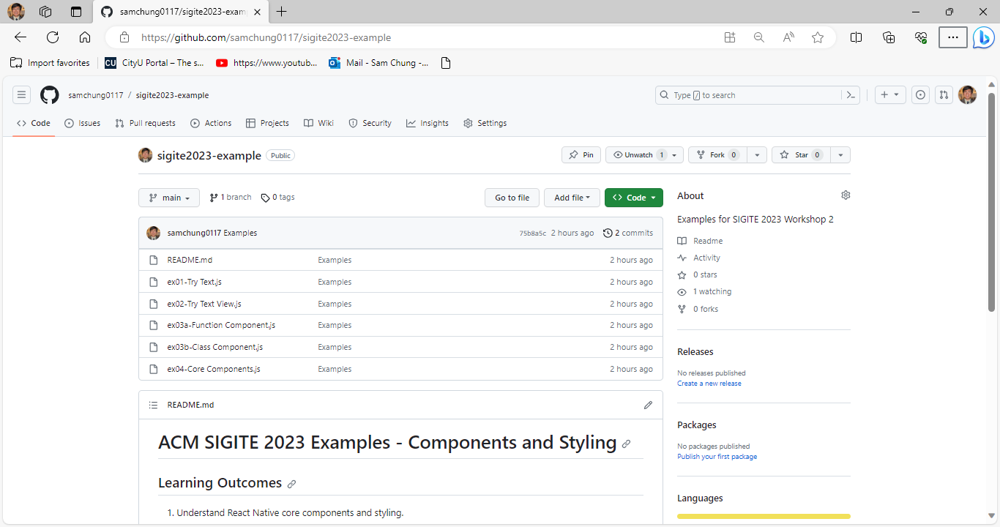 samchung0117/sigite2023-exam
https://github.com/samchung0117/sigite2023-example
Import favorites
CU CityU Portal – The s...
https://www.youtub...
Mail - Sam Chung -...
samchung0117 / sigite2023-example
Type / to search
Code
Issues
Pull requests
Actions
Projects
Wiki
Security
Insights
Settings
sigite2023-example Public
Pin
Unwatch 1
Fork 0
Star 0
main
1 branch
0 tags
Go to file
Add file
Code
samchung0117 Examples 75b8a5c 2 hours ago 2 commits
README.md Examples 2 hours ago
ex01-Try Text.js Examples 2 hours ago
ex02-Try Text View.js Examples 2 hours ago
ex03a-Function Component.js Examples 2 hours ago
ex03b-Class Component.js Examples 2 hours ago
ex04-Core Components.js Examples 2 hours ago
README.md
ACM SIGITE 2023 Examples - Components and Styling
Learning Outcomes
1. Understand React Native core components and styling.
About
Examples for SIGITE 2023 Workshop 2
Readme
Activity
0 stars
1 watching
0 forks
Releases
No releases published
Create a new release
Packages
No packages published
Publish your first package
Languages